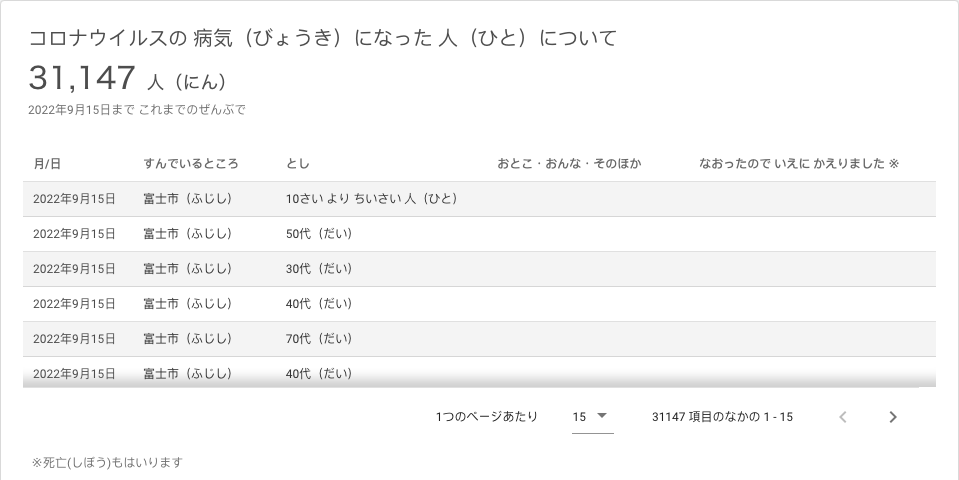 コロナウイルスの 病気（びょうき）になった 人（ひと）について
31,147 人（にん）
2022年9月15日まで これまでのぜんぶで
月/日 すんでいるところ とし おとこ・おんな・そのほか なおったので いえに かえりました ※
2022年9月15日 富士市（ふじし） 10さい より ちいさい 人（ひと）
2022年9月15日 富士市（ふじし） 50代（だい）
2022年9月15日 富士市（ふじし） 30代（だい）
2022年9月15日 富士市（ふじし） 40代（だい）
2022年9月15日 富士市（ふじし） 70代（だい）
2022年9月15日 富士市（ふじし） 40代（だい）
1つのページあたり 15 31147 項目のなかの 1 - 15
※死亡(しぼう)もはいります